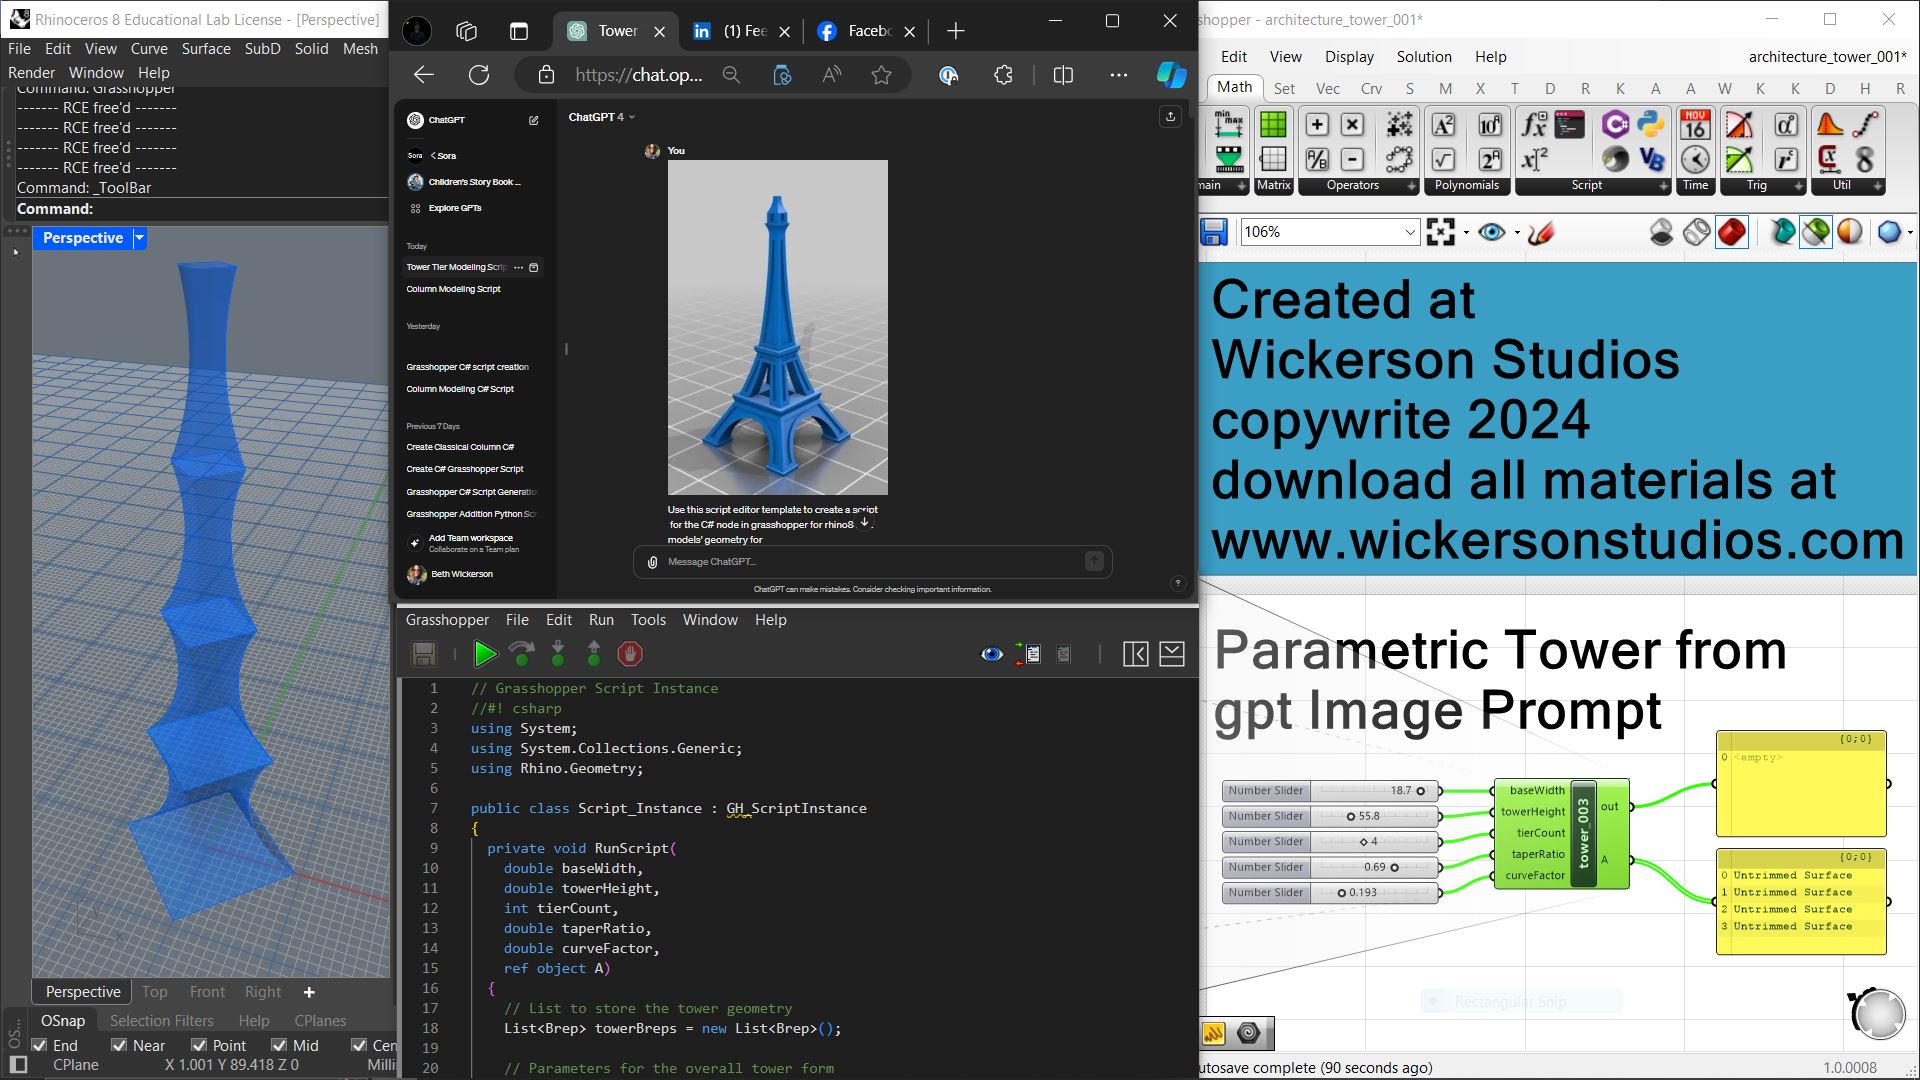 Rhinoceros 8 Educational Lab License - [Perspective]
File Edit View Curve Surface SubD Solid Mesh
Render Window Help
Command: Grasshopper
------- RCE free'd -------
------- RCE free'd -------
------- RCE free'd -------
------- RCE free'd -------
Command: _ToolBar
Command:
Perspective
Perspective Top Front Right
OSnap Selection Filters Help CPlanes
End Near Point Mid Cen
CPlane X 1.001 Y 89.418 Z 0 Milli
Tower (1) Fee Facebo
https://chat.op...
ChatGPT
Sora < Sora
Children's Story Book ...
Explore GPTs
Today
Tower Tier Modeling Scrip
Column Modeling Script
Yesterday
Grasshopper C# script creation
Column Modeling C# Script
Previous 7 Days
Create Classical Column C#
Create C# Grasshopper Script
Grasshopper C# Script Generatio
Grasshopper Addition Python Scr
Add Team workspace
Collaborate on a Team plan
Beth Wickerson
ChatGPT 4
You
Use this script editor template to create a script
for the C# node in grasshopper for rhino8
models' geometry for
Message ChatGPT...
ChatGPT can make mistakes. Consider checking important information.
?
Grasshopper File Edit Run Tools Window Help
1 // Grasshopper Script Instance
2 //#! csharp
3 using System;
4 using System.Collections.Generic;
5 using Rhino.Geometry;
6
7 public class Script_Instance : GH_ScriptInstance
8 {
9 private void RunScript(
10 double baseWidth,
11 double towerHeight,
12 int tierCount,
13 double taperRatio,
14 double curveFactor,
15 ref object A)
16 {
17 // List to store the tower geometry
18 List<Brep> towerBreps = new List<Brep>();
19
20 // Parameters for the overall tower form
shopper - architecture_tower_001*
Edit View Display Solution Help architecture_tower_001*
Math Set Vec Crv S M X T D R K A A W K K D H R
main Matrix Operators Polynomials Script Time Trig Util
106%
Created at
Wickerson Studios
copywrite 2024
download all materials at
www.wickersonstudios.com
Parametric Tower from
gpt Image Prompt
Number Slider 18.7
Number Slider 55.8
Number Slider 4
Number Slider 0.69
Number Slider 0.193
baseWidth
towerHeight
tierCount
taperRatio
curveFactor
tower_003
out
A
{0;0}
0 <empty>
{0;0}
0 Untrimmed Surface
1 Untrimmed Surface
2 Untrimmed Surface
3 Untrimmed Surface
Rectangular Snip
utosave complete (90 seconds ago) 1.0.0008